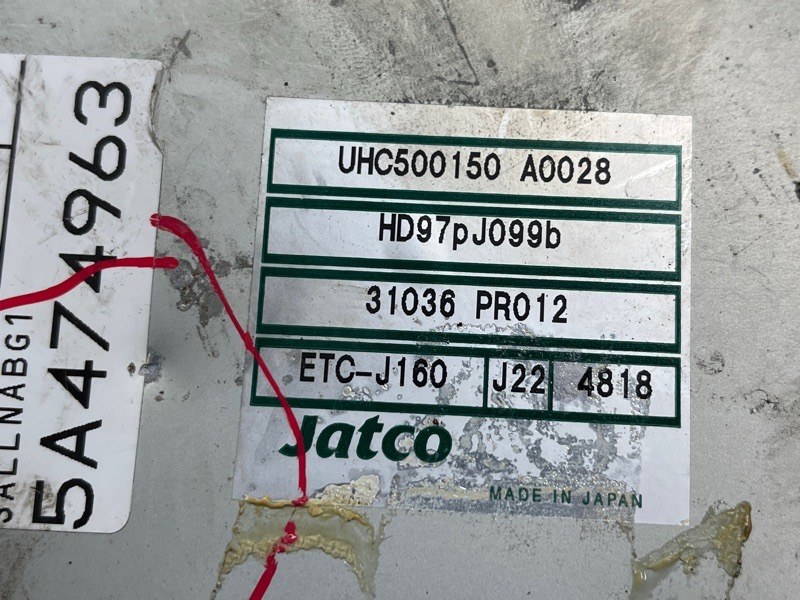 SALLNABG1
5A474963
UHC500150 A0028
HD97pJ099b
31036 PR012
ETC-J160 J22 4818
Jatco
MADE IN JAPAN